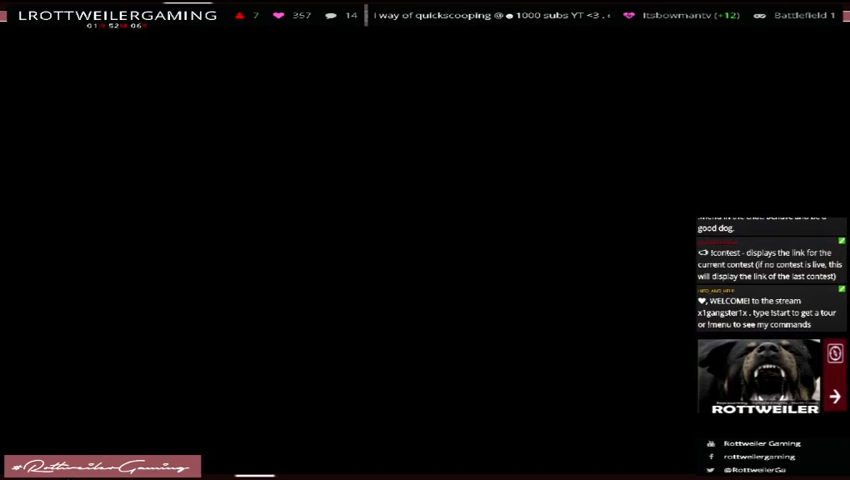 LROTTWEILERGAMING
7
357
14
way of quickscooping @ 1000 subs YT <3 .
Itsbowmantv (+12)
Battlefield 1
good dog.
!contest - displays the link for the
current contest (if no contest is live, this
will display the link of the last contest)
♥, WELCOME! to the stream
x1gangster1x , type !start to get a tour
or !menu to see my commands
ROTTWEILER
Rottweiler Gaming
rottweilergaming
@RottwellerGa
#RottweilerGaming